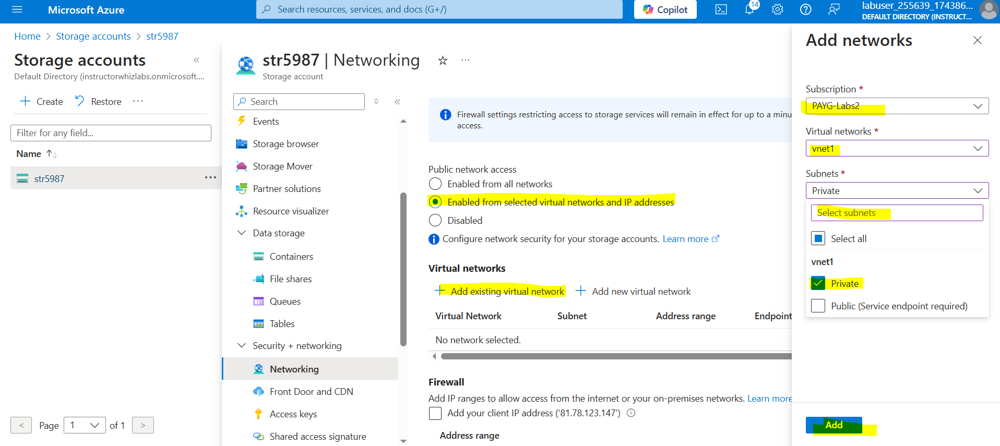 Microsoft Azure
Search resources, services, and docs (G+/)
Copilot
14
labuser_255639_174386...
DEFAULT DIRECTORY (INSTRUCT...
Home > Storage accounts > str5987
Storage accounts
Default Directory (instructorwhizlabs.onmicrosoft....
Create
Restore
...
Filter for any field...
Name
str5987
...
< Page 1 of 1 >
str5987 | Networking
...
Storage account
Search
Events
Storage browser
Storage Mover
Partner solutions
Resource visualizer
Data storage
Containers
File shares
Queues
Tables
Security + networking
Networking
Front Door and CDN
Access keys
Shared access signature
Firewall settings restricting access to storage services will remain in effect for up to a minu
access.
Public network access
Enabled from all networks
Enabled from selected virtual networks and IP addresses
Disabled
Configure network security for your storage accounts. Learn more
Virtual networks
Add existing virtual network
Add new virtual network
Virtual Network Subnet Address range Endpoint
No network selected.
Firewall
Add IP ranges to allow access from the internet or your on-premises networks. Learn more
Add your client IP address ('81.78.123.147')
Address range
Add networks
Subscription *
PAYG-Labs2
Virtual networks *
vnet1
Subnets *
Private
Select subnets
Select all
vnet1
Private
Public (Service endpoint required)
Add